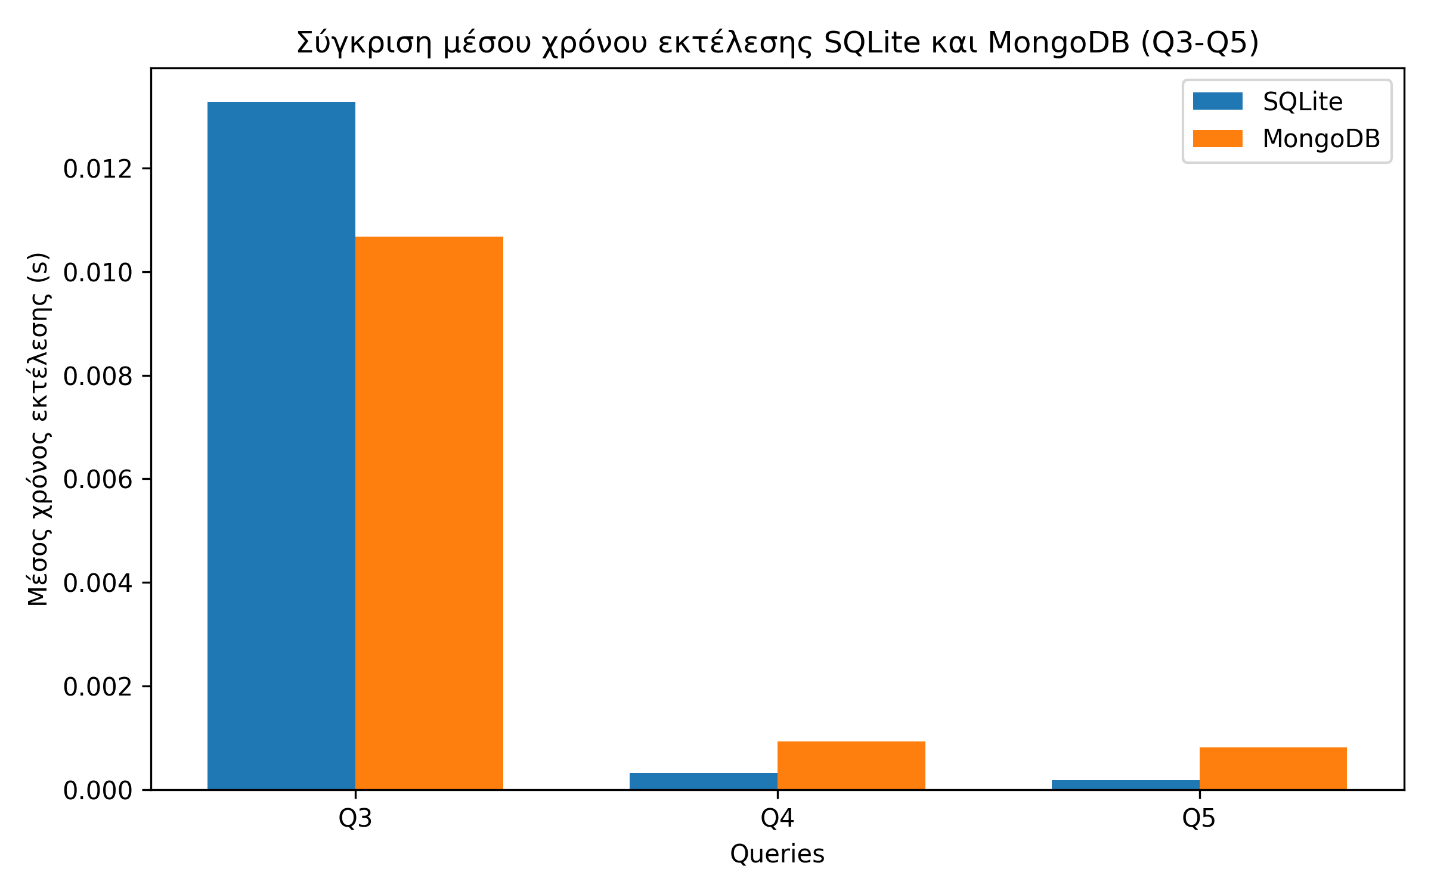 Σύγκριση μέσου χρόνου εκτέλεσης SQLite και MongoDB (Q3-Q5)
SQLite
MongoDB
Μέσος χρόνος εκτέλεσης (s)
0.012
0.010
0.008
0.006
0.004
0.002
0.000
Q3
Q4
Q5
Queries